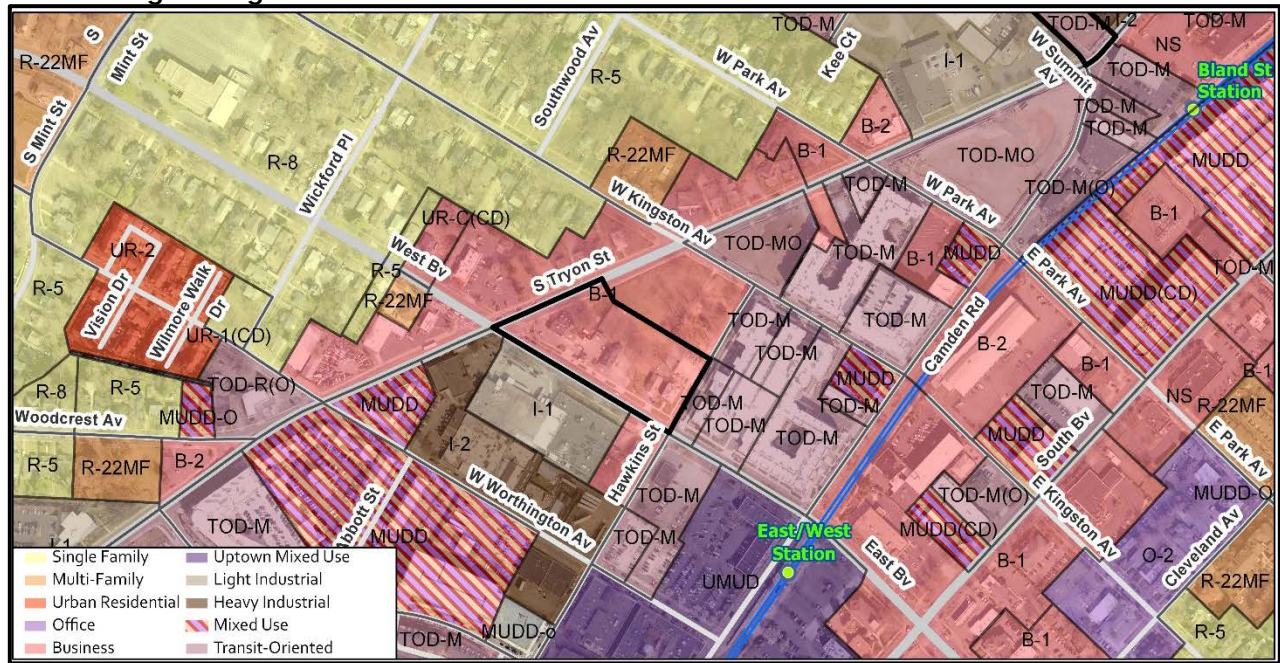 TOD-M
I-2
TOD-M
R-22MF
S
Mint St
Southwood Av
R-5
W Park Av
Kee Ct
I-1
W Summit Av
NS
TOD-M
Bland St
Station
S Mint St
R-8
Wickford Pl
R-22MF
B-2
B-1
TOD-MO
TOD-M
TOD-M
MUDD
TOD-M(O)
B-1
UR-C(CD)
W Kingston Av
TOD-M
W Park Av
UR-2
West Bv
S Tryon St
TOD-MO
TOD-M
B-1
MUDD
E Park Av
TOD-M
R-5
R-5
Vision Dr
Wilmore Walk
Dr
R-22MF
B-1
TOD-M
TOD-M
Camden Rd
MUDD(CD)
UR-1(CD)
B-2
B-1
B-1
R-8
R-5
TOD-R(O)
MUDD
TOD-M
MUDD
TOD-M
TOD-M
NS
R-22MF
Woodcrest Av
MUDD-O
I-1
TOD-M
TOD-M
TOD-M
MUDD
South Bv
E Park Av
R-5
R-22MF
B-2
I-2
Hawkins St
E Kingston Av
MUDD-O
W Worthington Av
TOD-M
TOD-M(O)
TOD-M
Abbott St
MUDD
TOD-M
East/West
Station
MUDD(CD)
Cleveland Av
I-1
UMUD
East Bv
B-1
O-2
R-22MF
MUDD-o
TOD-M
B-1
R-5
Single Family
Multi-Family
Urban Residential
Office
Business
Uptown Mixed Use
Light Industrial
Heavy Industrial
Mixed Use
Transit-Oriented